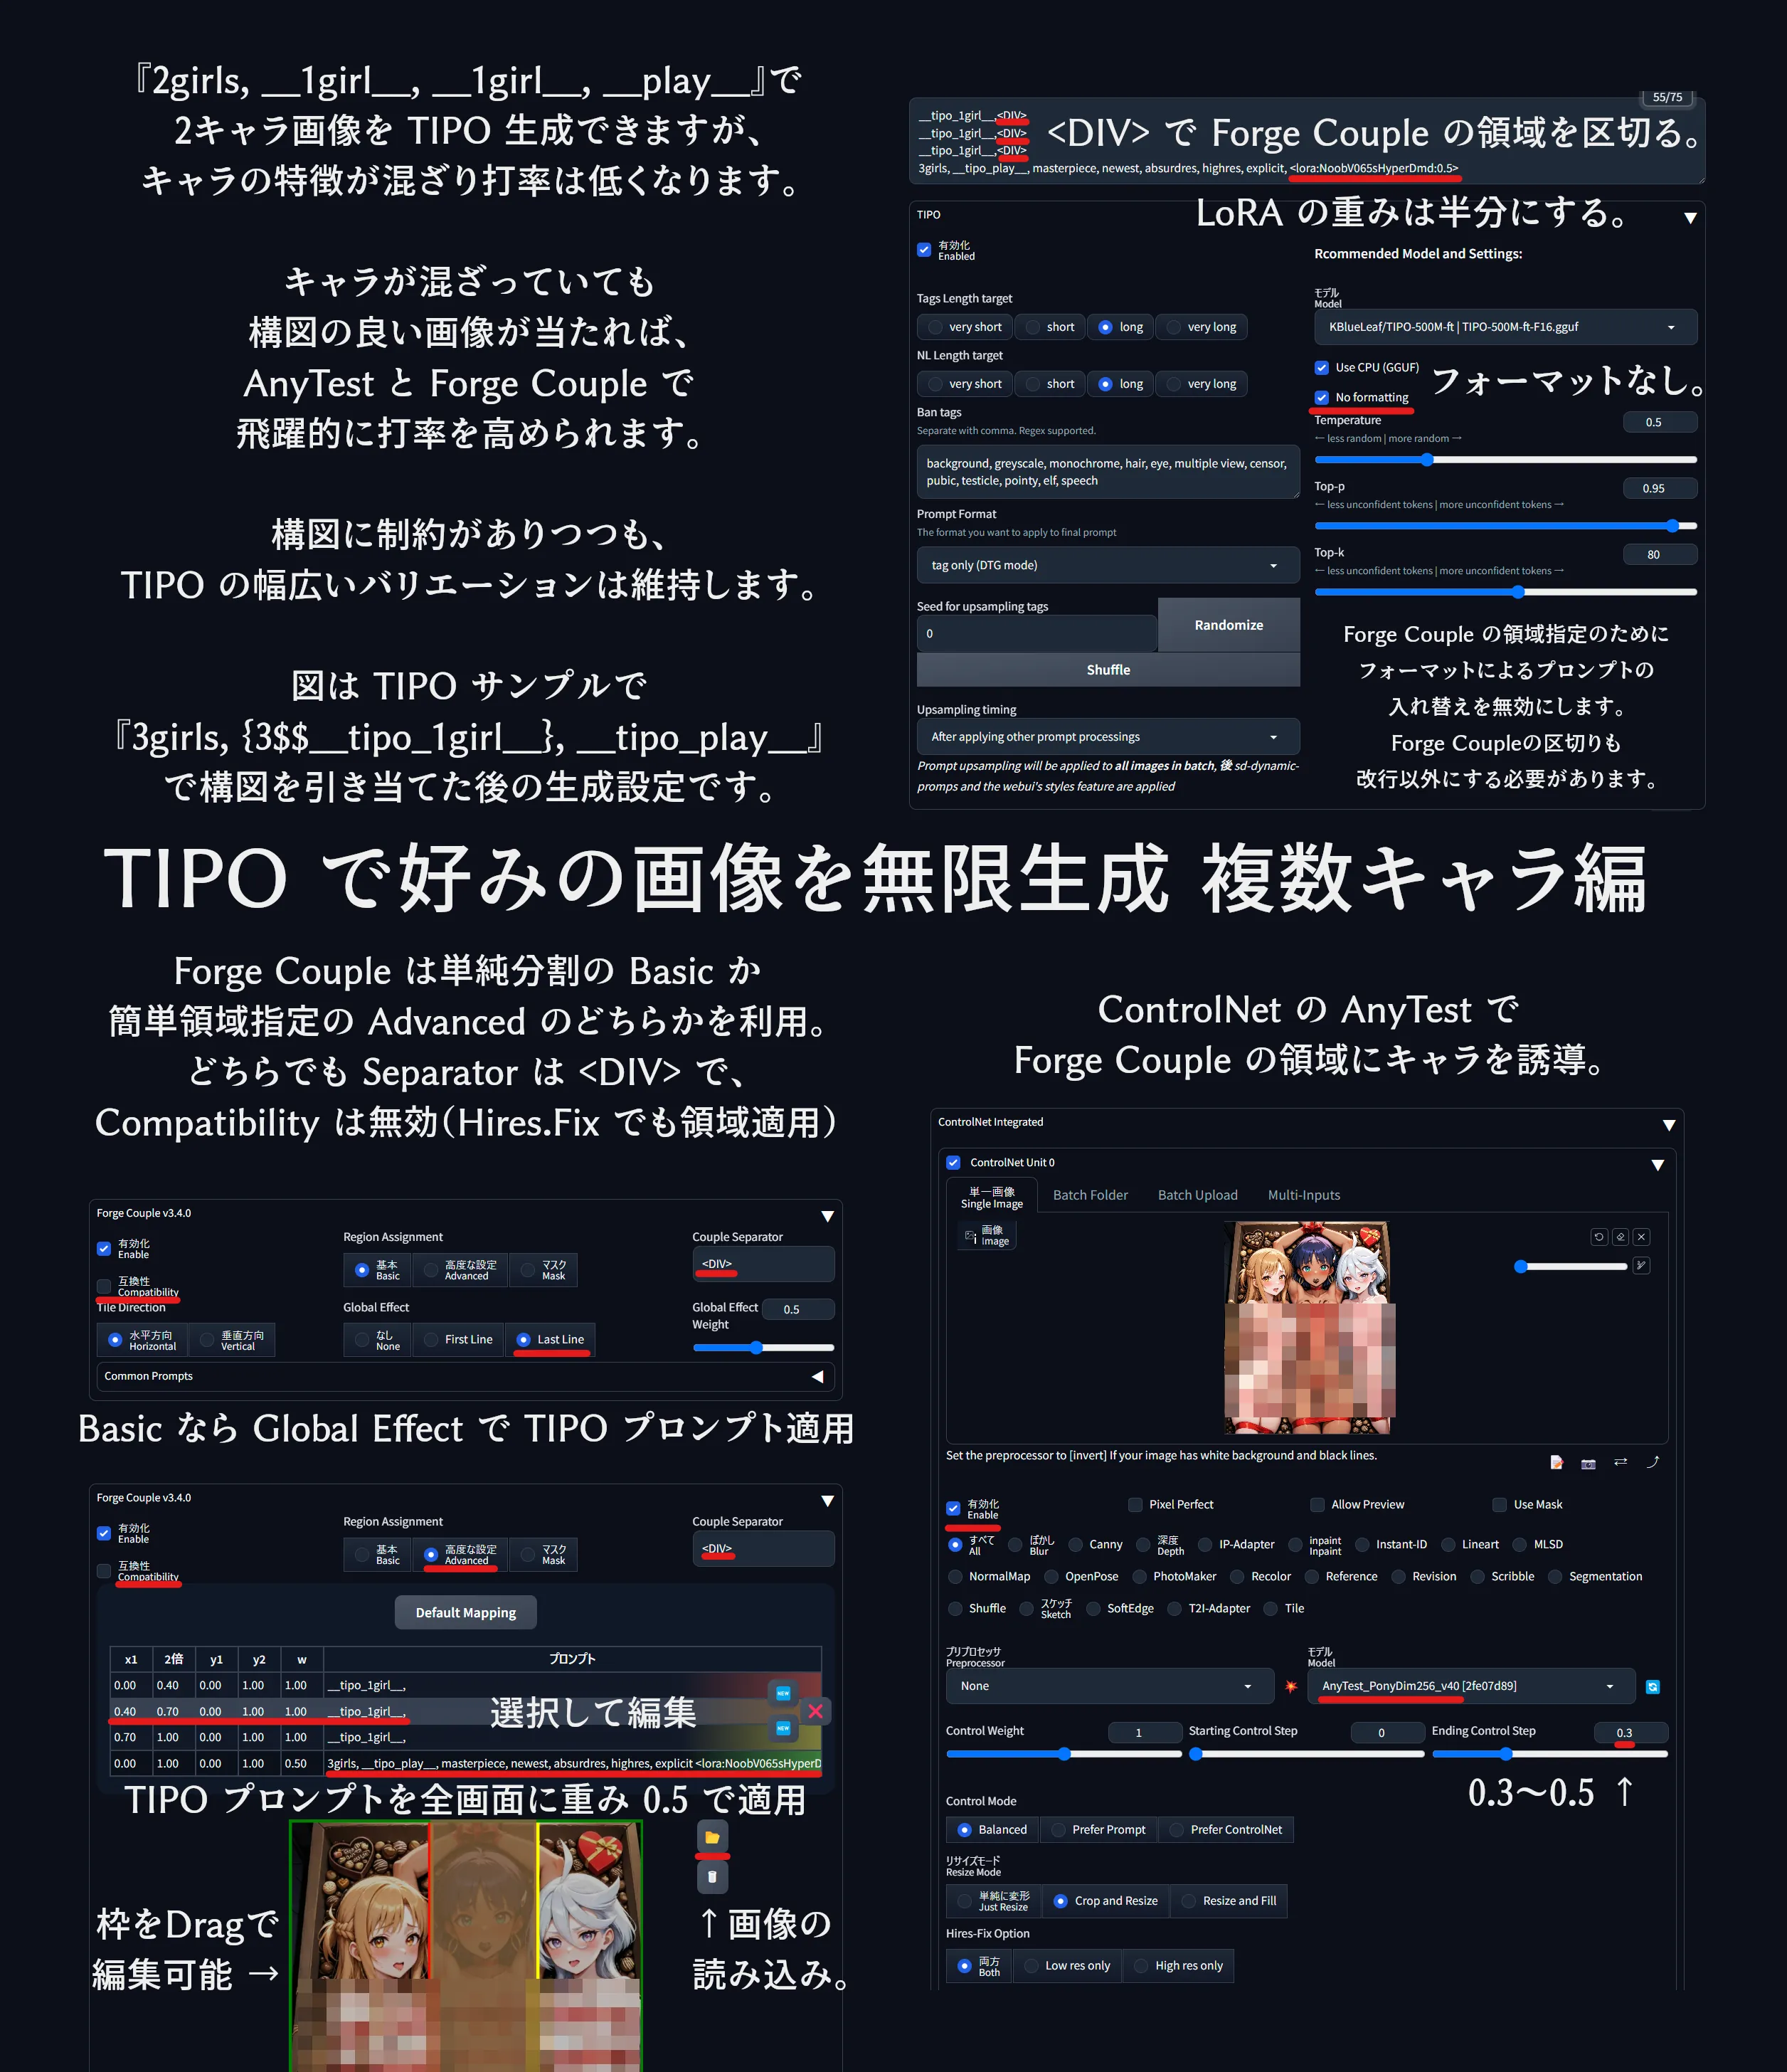 『2girls, __1girl__, __1girl__, __play__』で
2キャラ画像を TIPO 生成できますが、
キャラの特徴が混ざり打率は低くなります。
キャラが混ざっていても
構図の良い画像が当たれば、
AnyTest と Forge Couple で
飛躍的に打率を高められます。
構図に制約がありつつも、
TIPO の幅広いバリエーションは維持します。
図は TIPO サンプルで
『3girls, {3$$__tipo_1girl__}, __tipo_play__』
で構図を引き当てた後の生成設定です。
55/75
__tipo_1girl__,<DIV>
__tipo_1girl__,<DIV>
__tipo_1girl__,<DIV>
3girls, __tipo_play__, masterpiece, newest, absurdres, highres, explicit, <lora:NoobV065sHyperDmd:0.5>
<DIV> で Forge Couple の領域を区切る。
LoRA の重みは半分にする。
TIPO
有効化
Enabled
Tags Length target
very short short long very long
NL Length target
very short short long very long
Ban tags
Separate with comma. Regex supported.
background, greyscale, monochrome, hair, eye, multiple view, censor,
pubic, testicle, pointy, elf, speech
Prompt Format
The format you want to apply to final prompt
tag only (DTG mode)
Seed for upsampling tags
0
Randomize
Shuffle
Upsampling timing
After applying other prompt processings
Prompt upsampling will be applied to all images in batch, 後 sd-dynamic-
promps and the webui's styles feature are applied
Rcommended Model and Settings:
モデル
Model
KBlueLeaf/TIPO-500M-ft | TIPO-500M-ft-F16.gguf
Use CPU (GGUF)
No formatting
フォーマットなし。
Temperature
0.5
← less random | more random →
Top-p
0.95
← less unconfident tokens | more unconfident tokens →
Top-k
80
← less unconfident tokens | more unconfident tokens →
Forge Couple の領域指定のために
フォーマットによるプロンプトの
入れ替えを無効にします。
Forge Coupleの区切りも
改行以外にする必要があります。
TIPO で好みの画像を無限生成 複数キャラ編
Forge Couple は単純分割の Basic か
簡単領域指定の Advanced のどちらかを利用。
どちらでも Separator は <DIV> で、
Compatibility は無効(Hires.Fix でも領域適用)
Forge Couple v3.4.0
有効化
Enable
互換性
Compatibility
Region Assignment
基本
Basic
高度な設定
Advanced
マスク
Mask
Couple Separator
<DIV>
Tile Direction
水平方向
Horizontal
垂直方向
Vertical
Global Effect
なし
None
First Line
Last Line
Global Effect
Weight
0.5
Common Prompts
Basic なら Global Effect で TIPO プロンプト適用
Forge Couple v3.4.0
有効化
Enable
互換性
Compatibility
Region Assignment
基本
Basic
高度な設定
Advanced
マスク
Mask
Couple Separator
<DIV>
Default Mapping
x1 2倍 y1 y2 w プロンプト
0.00 0.40 0.00 1.00 1.00 __tipo_1girl__,
0.40 0.70 0.00 1.00 1.00 __tipo_1girl__,
0.70 1.00 0.00 1.00 1.00 __tipo_1girl__,
0.00 1.00 0.00 1.00 0.50 3girls, __tipo_play__, masterpiece, newest, absurdres, highres, explicit <lora:NoobV065sHyperD
NEW
NEW
選択して編集
TIPO プロンプトを全画面に重み 0.5 で適用
枠をDragで
編集可能 →
↑画像の
読み込み。
ControlNet の AnyTest で
Forge Couple の領域にキャラを誘導。
ControlNet Integrated
ControlNet Unit 0
単一画像
Single Image
Batch Folder
Batch Upload
Multi-Inputs
画像
Image
Set the preprocessor to [invert] If your image has white background and black lines.
有効化
Enable
Pixel Perfect
Allow Preview
Use Mask
すべて
All
ぼかし
Blur
Canny
深度
Depth
IP-Adapter
inpaint
Inpaint
Instant-ID
Lineart
MLSD
NormalMap OpenPose PhotoMaker Recolor Reference Revision Scribble Segmentation
Shuffle
スケッチ
Sketch
SoftEdge
T2I-Adapter
Tile
プリプロセッサ
Preprocessor
None
モデル
Model
AnyTest_PonyDim256_v40 [2fe07d89]
Control Weight
1
Starting Control Step
0
Ending Control Step
0.3
0.3～0.5 ↑
Control Mode
Balanced Prefer Prompt Prefer ControlNet
リサイズモード
Resize Mode
単純に変形
Just Resize
Crop and Resize
Resize and Fill
Hires-Fix Option
両方
Both
Low res only
High res only